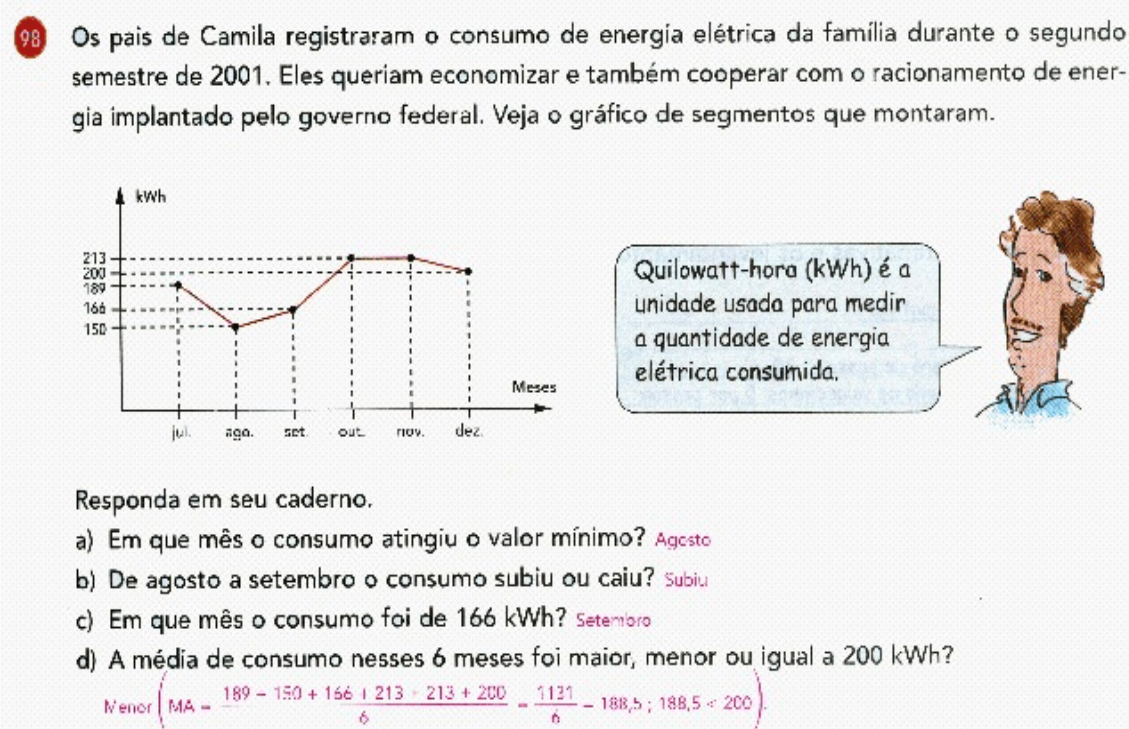 98 Os pais de Camila registraram o consumo de energia elétrica da família durante o segundo
semestre de 2001. Eles queriam economizar e também cooperar com o racionamento de ener-
gia implantado pelo governo federal. Veja o gráfico de segmentos que montaram.
kWh
213
200
189
166
150
Meses
jul. ago. set. out. nov. dez.
Quilowatt-hora (kWh) é a
unidade usada para medir
a quantidade de energia
elétrica consumida.
Responda em seu caderno.
a) Em que mês o consumo atingiu o valor mínimo? Agosto
b) De agosto a setembro o consumo subiu ou caiu? Subiu
c) Em que mês o consumo foi de 166 kWh? Setembro
d) A média de consumo nesses 6 meses foi maior, menor ou igual a 200 kWh?
Menor (MA = 189 + 150 + 166 + 213 + 213 + 200 / 6 = 1131 / 6 = 188,5 ; 188,5 < 200).